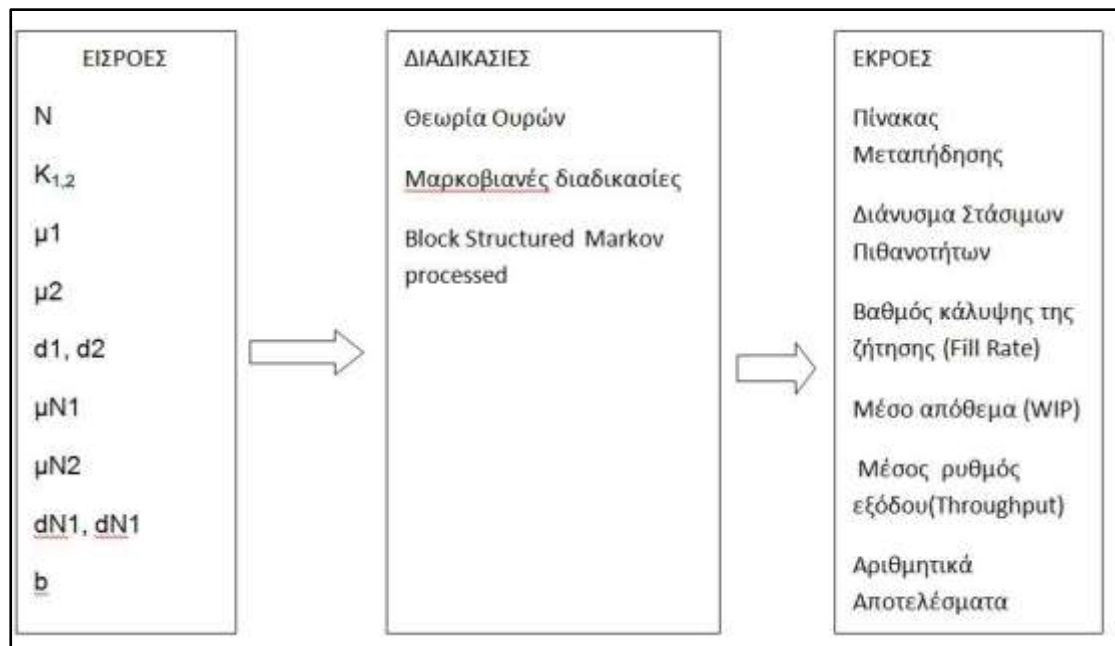 ΕΙΣΡΟΕΣ
N
K1,2
μ1
μ2
d1, d2
μN1
μN2
dN1, dN1
b
ΔΙΑΔΙΚΑΣΙΕΣ
Θεωρία Ουρών
Μαρκοβιανές διαδικασίες
Block Structured Markov
processed
ΕΚΡΟΕΣ
Πίνακας
Μεταπήδησης
Διάνυσμα Στάσιμων
Πιθανοτήτων
Βαθμός κάλυψης της
ζήτησης (Fill Rate)
Μέσο απόθεμα (WIP)
Μέσος ρυθμός
εξόδου(Throughput)
Αριθμητικά
Αποτελέσματα